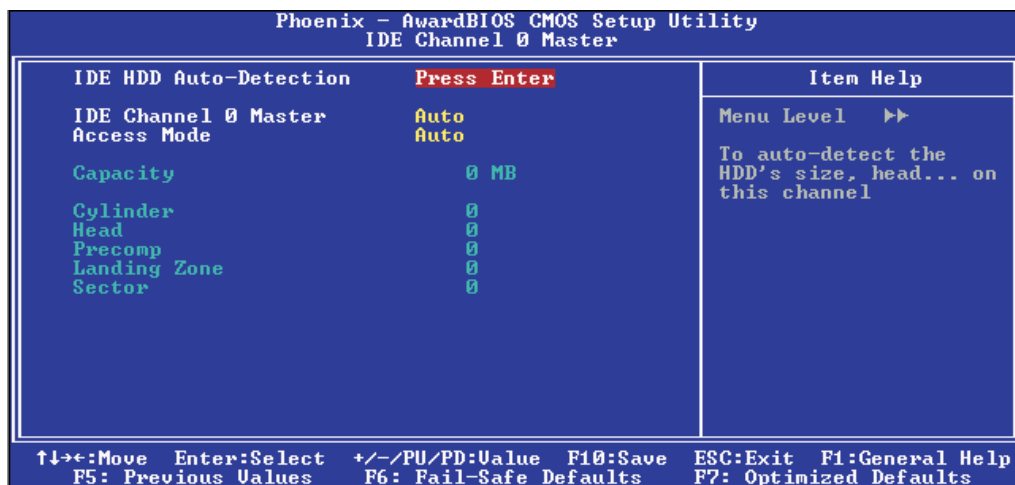 Phoenix - AwardBIOS CMOS Setup Utility
IDE Channel 0 Master
IDE HDD Auto-Detection Press Enter
IDE Channel 0 Master Auto
Access Mode Auto
Capacity 0 MB
Cylinder 0
Head 0
Precomp 0
Landing Zone 0
Sector 0
Item Help
Menu Level ▸▸
To auto-detect the
HDD's size, head... on
this channel
↑↓→←:Move Enter:Select +/-/PU/PD:Value F10:Save ESC:Exit F1:General Help
F5: Previous Values F6: Fail-Safe Defaults F7: Optimized Defaults